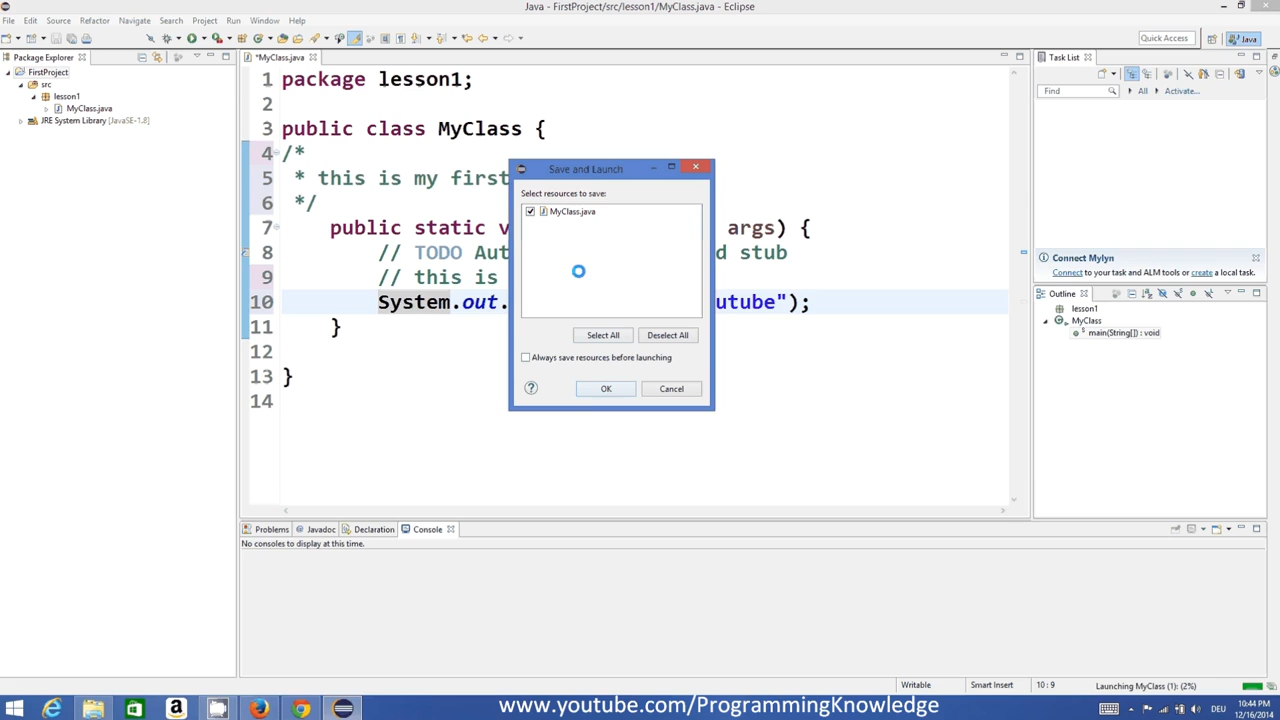 Java - FirstProject/src/lesson1/MyClass.java - Eclipse
File Edit Source Refactor Navigate Search Project Run Window Help
Quick Access
Java
Package Explorer
FirstProject
src
lesson1
MyClass.java
JRE System Library [JavaSE-1.8]
*MyClass.java
1 package lesson1;
2
3 public class MyClass {
4 /*
5 * this is my first
6 */
7 public static v args) {
8 // TODO Aut d stub
9 // this is
10 System.out. utube");
11 }
12
13 }
14
Save and Launch
Select resources to save:
MyClass.java
Select All Deselect All
Always save resources before launching
? OK Cancel
Task List
Find All Activate...
Connect Mylyn
Connect to your task and ALM tools or create a local task.
Outline
lesson1
MyClass
main(String[]) : void
Problems Javadoc Declaration Console
No consoles to display at this time.
Writable Smart Insert 10 : 9 Launching MyClass (1): (2%)
www.youtube.com/ProgrammingKnowledge
DEU
10:44 PM
12/16/2014